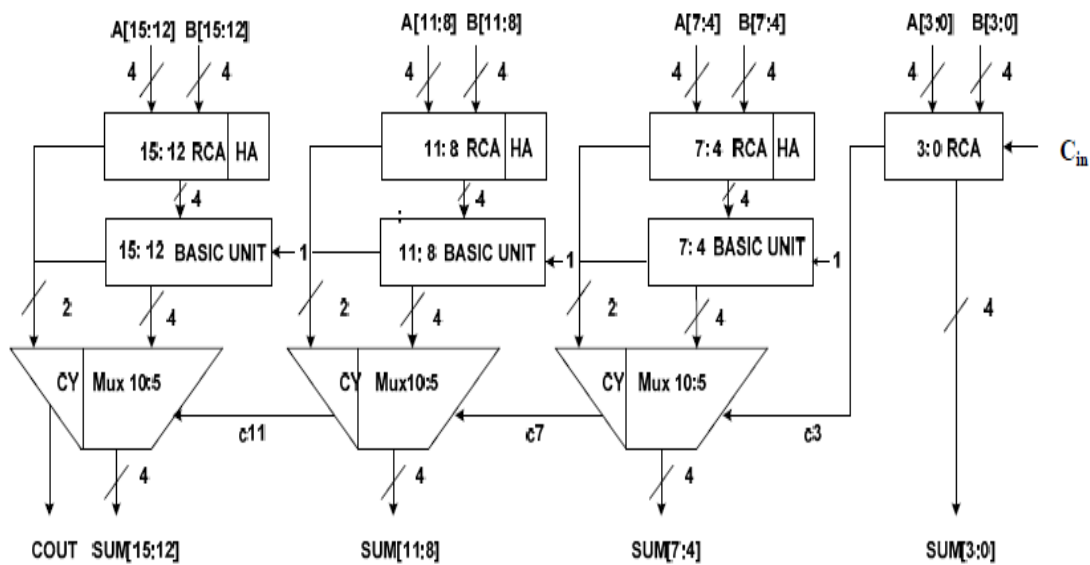 A[15:12] B[15:12] A[11:8] B[11:8] A[7:4] B[7:4] A[3:0] B[3:0]
4 4 4 4 4 4 4 4
15:12 RCA HA 11:8 RCA HA 7:4 RCA HA 3:0 RCA Cin
4 4 4
15:12 BASIC UNIT 1 11:8 BASIC UNIT 1 7:4 BASIC UNIT 1
2 4 2 4 2 4 4
CY Mux 10:5 CY Mux10:5 CY Mux 10:5
c11 c7 c3
4 4 4
COUT SUM[15:12] SUM[11:8] SUM[7:4] SUM[3:0]